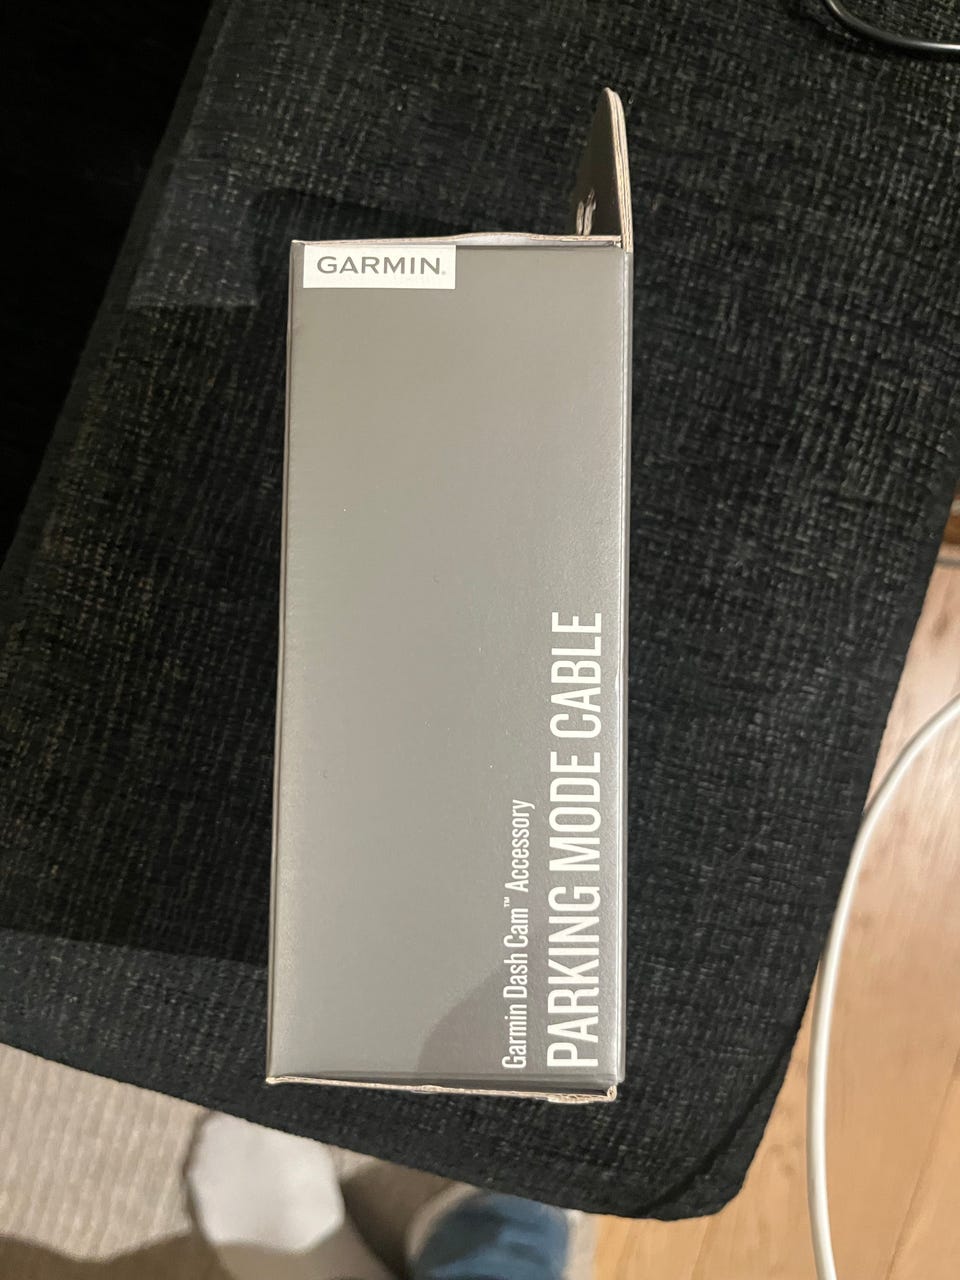 GARMIN®
Garmin Dash Cam™ Accessory
PARKING MODE CABLE